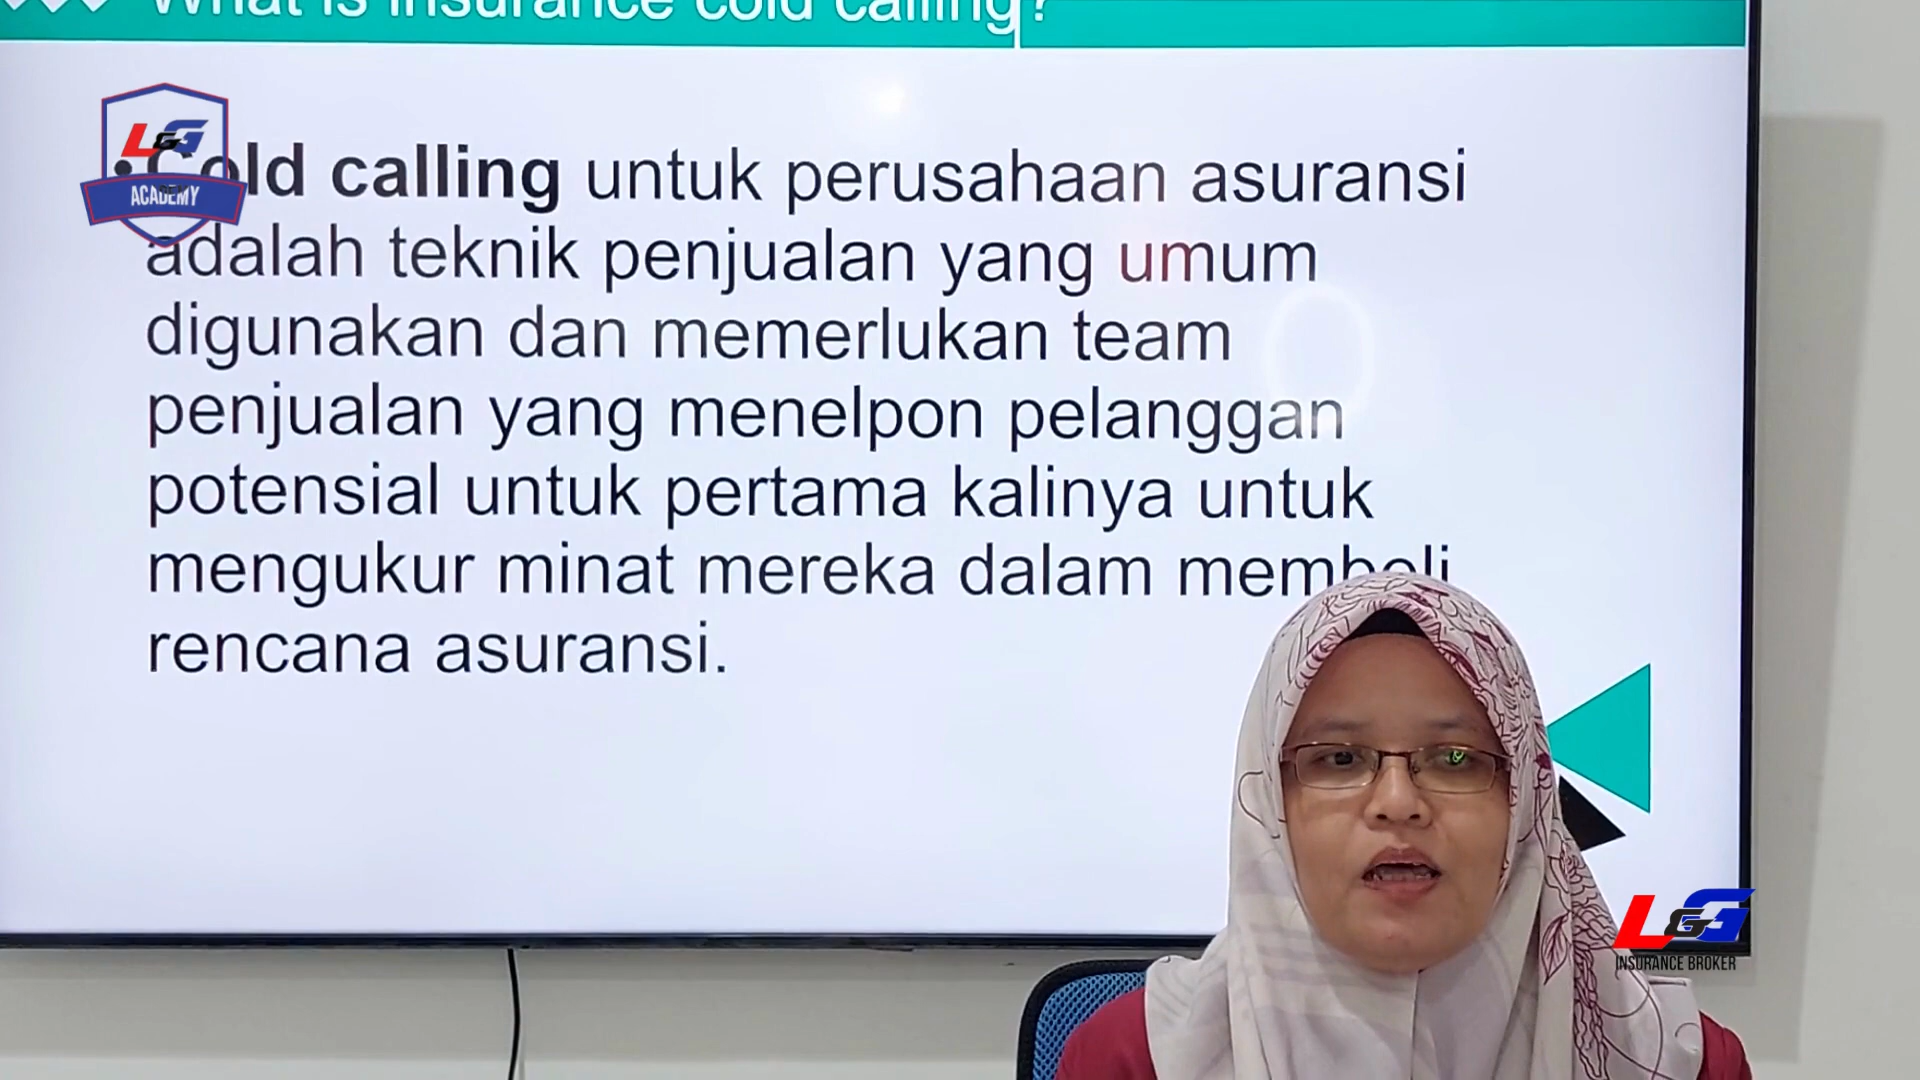 What is insurance cold calling?
L&G
ACADEMY
• Cold calling untuk perusahaan asuransi
adalah teknik penjualan yang umum
digunakan dan memerlukan team
penjualan yang menelpon pelanggan
potensial untuk pertama kalinya untuk
mengukur minat mereka dalam membeli
rencana asuransi.
L&G
INSURANCE BROKER